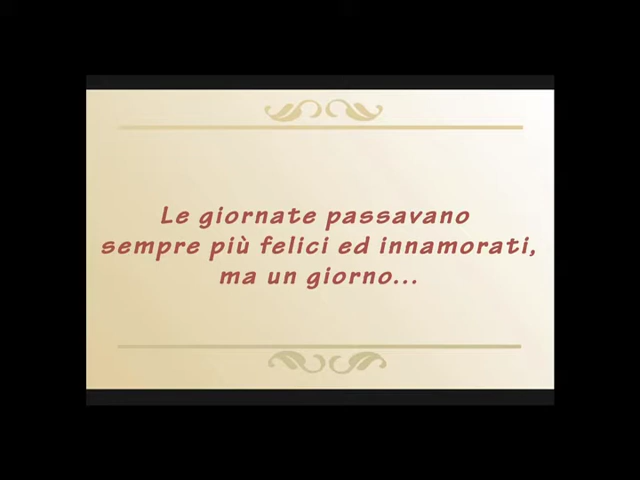 Le giornate passavano
sempre più felici ed innamorati,
ma un giorno...